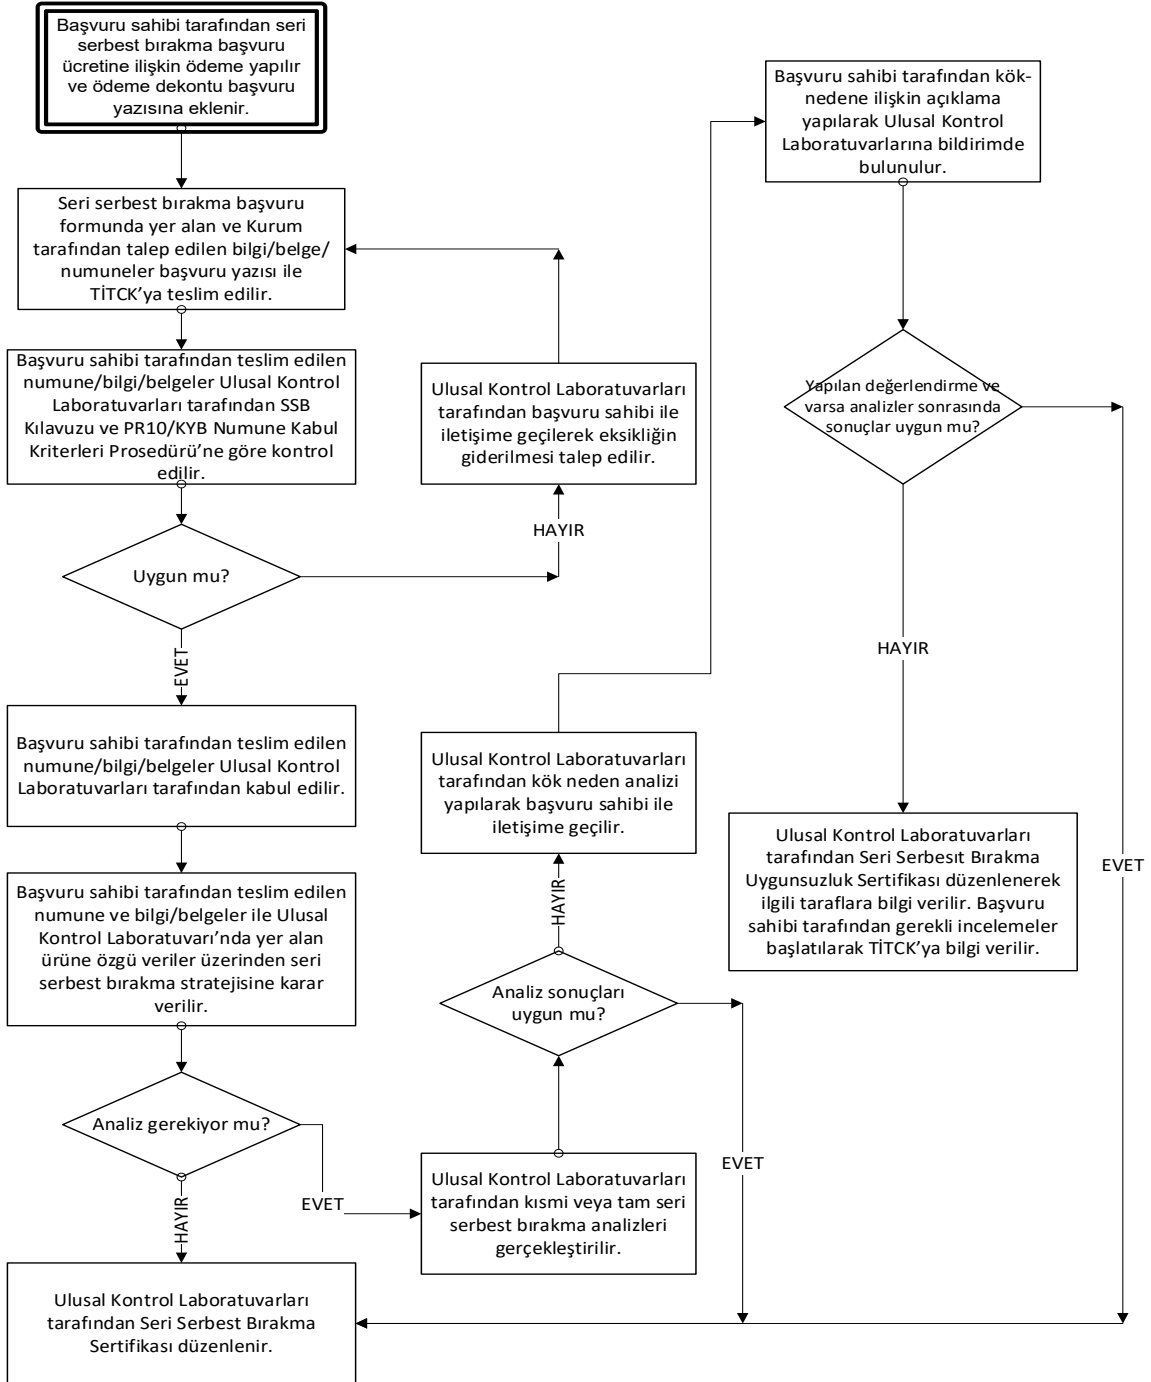 Başvuru sahibi tarafından seri
serbest bırakma başvuru
ücretine ilişkin ödeme yapılır
ve ödeme dekontu başvuru
yazısına eklenir.
Seri serbest bırakma başvuru
formunda yer alan ve Kurum
tarafından talep edilen bilgi/belge/
numuneler başvuru yazısı ile
TİTCK’ya teslim edilir.
Başvuru sahibi tarafından teslim edilen
numune/bilgi/belgeler Ulusal Kontrol
Laboratuvarları tarafından SSB
Kılavuzu ve PR10/KYB Numune Kabul
Kriterleri Prosedürü’ne göre kontrol
edilir.
Uygun mu?
HAYIR
Ulusal Kontrol Laboratuvarları
tarafından başvuru sahibi ile
iletişime geçilerek eksikliğin
giderilmesi talep edilir.
EVET
Başvuru sahibi tarafından teslim edilen
numune/bilgi/belgeler Ulusal Kontrol
Laboratuvarları tarafından kabul edilir.
Başvuru sahibi tarafından teslim edilen
numune ve bilgi/belgeler ile Ulusal
Kontrol Laboratuvarı’nda yer alan
ürüne özgü veriler üzerinden seri
serbest bırakma stratejisine karar
verilir.
Analiz gerekiyor mu?
HAYIR
EVET
Ulusal Kontrol Laboratuvarları
tarafından Seri Serbest Bırakma
Sertifikası düzenlenir.
Ulusal Kontrol Laboratuvarları
tarafından kısmi veya tam seri
serbest bırakma analizleri
gerçekleştirilir.
Analiz sonuçları
uygun mu?
EVET
HAYIR
Ulusal Kontrol Laboratuvarları
tarafından kök neden analizi
yapılarak başvuru sahibi ile
iletişime geçilir.
Başvuru sahibi tarafından kök-
nedene ilişkin açıklama
yapılarak Ulusal Kontrol
Laboratuvarlarına bildirimde
bulunulur.
Yapılan değerlendirme ve
varsa analizler sonrasında
sonuçlar uygun mu?
HAYIR
EVET
Ulusal Kontrol Laboratuvarları
tarafından Seri Serbesıt Bırakma
Uygunsuzluk Sertifikası düzenlenerek
ilgili taraflara bilgi verilir. Başvuru
sahibi tarafından gerekli incelemeler
başlatılarak TİTCK’ya bilgi verilir.